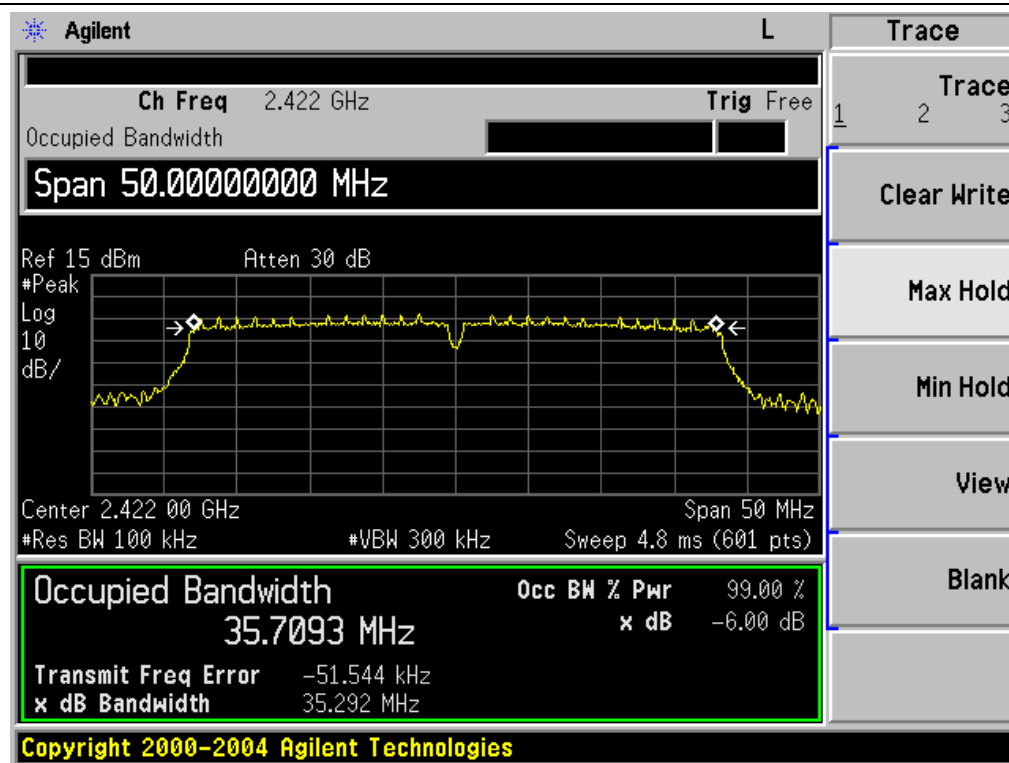 Agilent L Trace
Ch Freq 2.422 GHz Trig Free
Occupied Bandwidth
Trace
1 2 3
Span 50.00000000 MHz
Clear Write
Ref 15 dBm Atten 30 dB
#Peak
Log
10
dB/
Max Hold
Min Hold
View
Center 2.422 00 GHz Span 50 MHz
#Res BW 100 kHz #VBW 300 kHz Sweep 4.8 ms (601 pts)
Blank
Occupied Bandwidth Occ BW % Pwr 99.00 %
35.7093 MHz x dB -6.00 dB
Transmit Freq Error -51.544 kHz
x dB Bandwidth 35.292 MHz
Copyright 2000-2004 Agilent Technologies